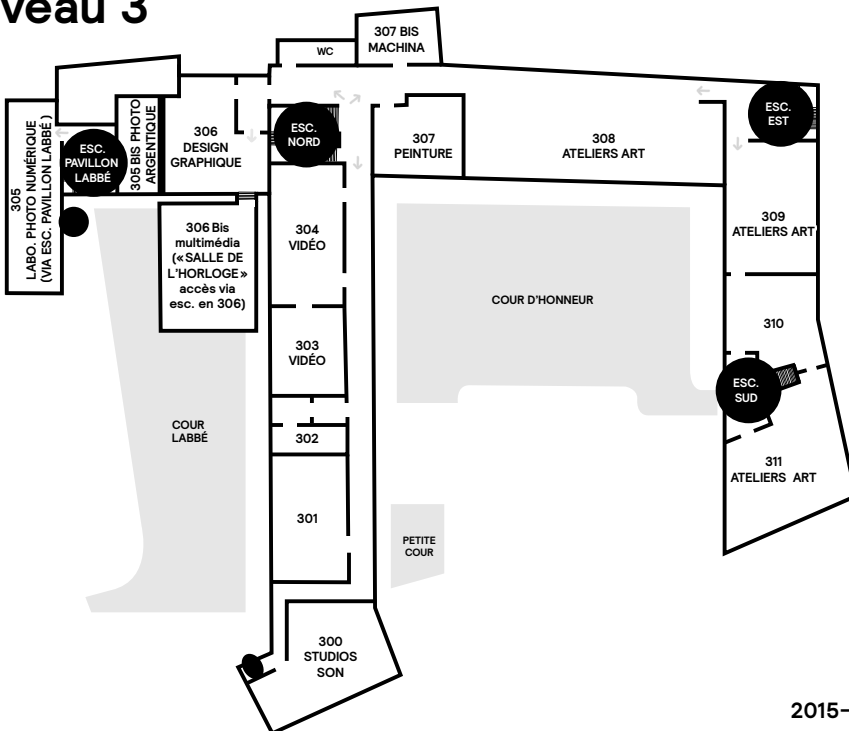 veau 3
307 BIS
MACHINA
WC
ESC.
EST
ESC.
NORD
306
DESIGN
GRAPHIQUE
307
PEINTURE
308
ATELIERS ART
305
LABO. PHOTO NUMÉRIQUE
(VIA ESC. PAVILLON LABBÉ )
ESC.
PAVILLON
LABBÉ
305 BIS PHOTO
ARGENTIQUE
306 Bis
multimédia
(«SALLE DE
L'HORLOGE»
accès via
esc. en 306)
304
VIDÉO
309
ATELIERS ART
COUR D'HONNEUR
310
303
VIDÉO
ESC.
SUD
COUR
LABBÉ
302
311
ATELIERS ART
301
PETITE
COUR
300
STUDIOS
SON
2015-